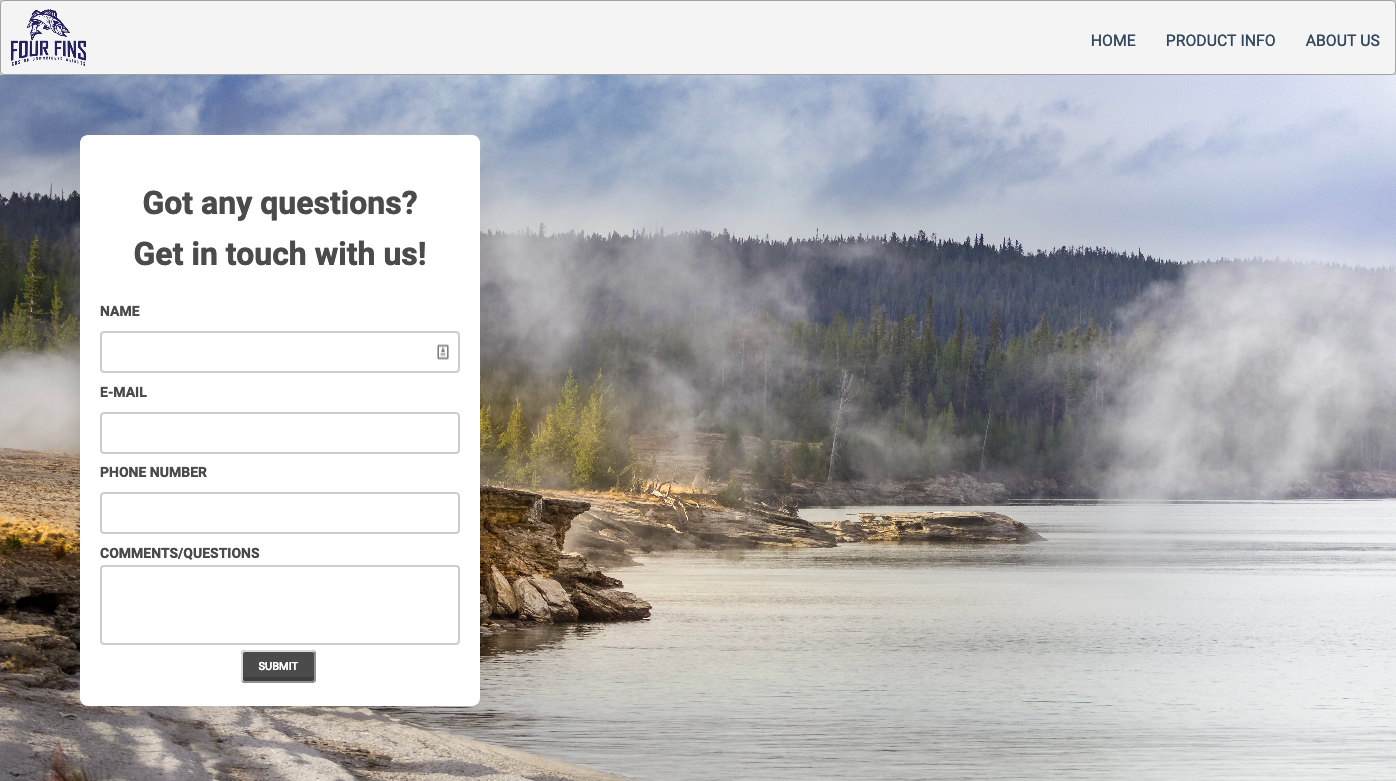 FOUR FINS
HOME
PRODUCT INFO
ABOUT US
Got any questions?
Get in touch with us!
NAME
E-MAIL
PHONE NUMBER
COMMENTS/QUESTIONS
SUBMIT